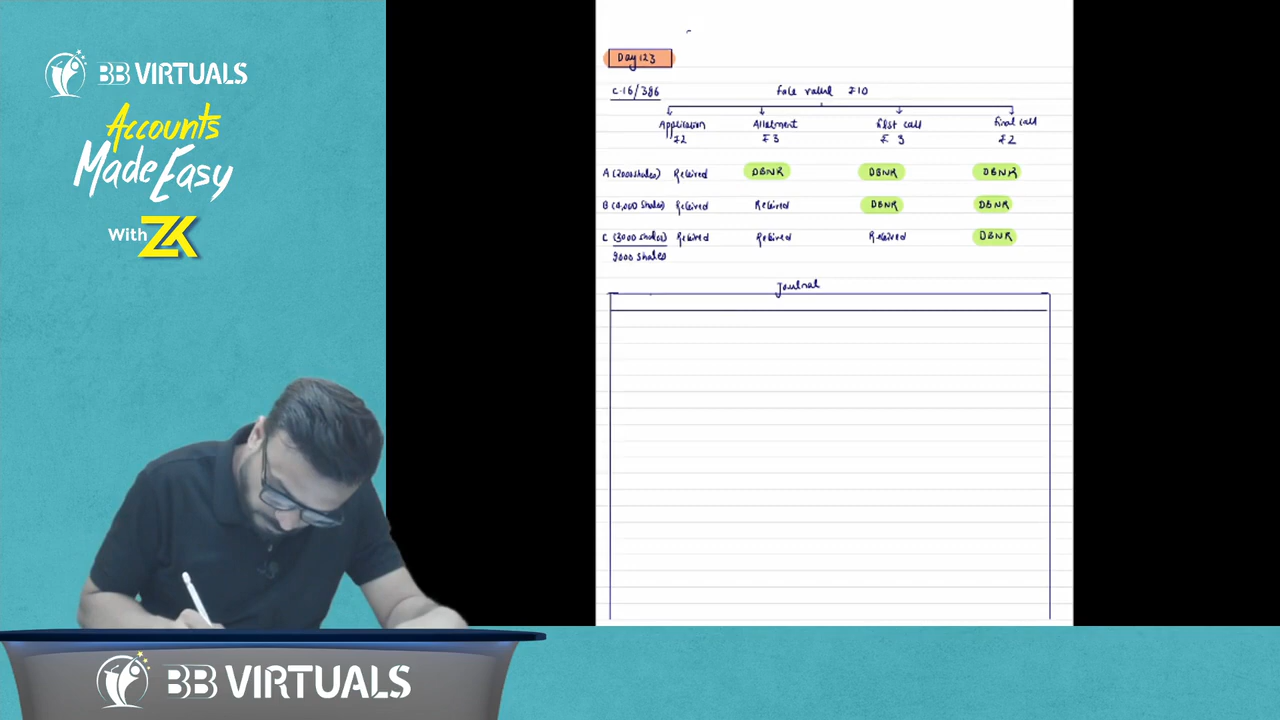 BB VIRTUALS
Accounts
Made Easy
With ZK
Day 123
C-16/386 Face value ₹10
Application Allotment First call Final call
₹2 ₹3 ₹ 3 ₹2
A (2000 shares) Received DBNR DBNR DBNR
B (4,000 shares) Received Received DBNR DBNR
C (3000 shares) Received Received Received DBNR
9000 shares
Journal
BB VIRTUALS